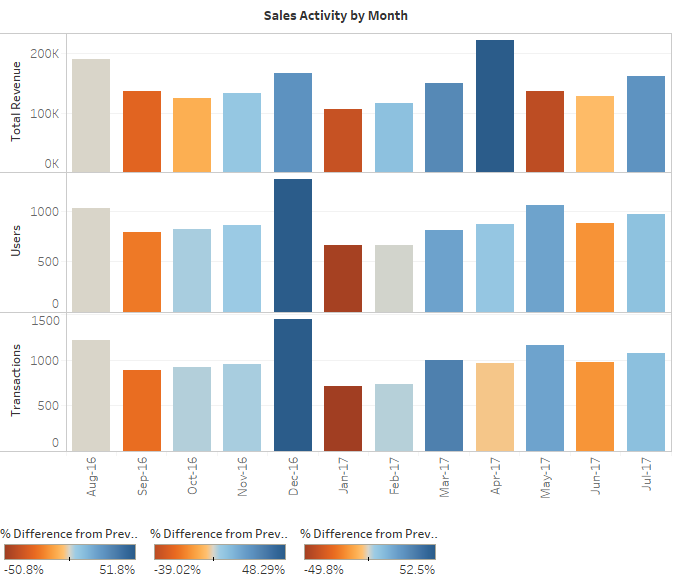 Sales Activity by Month
Total Revenue
200K
100K
0K
Users
1000
500
0
Transactions
1500
1000
500
0
Aug-16
Sep-16
Oct-16
Nov-16
Dec-16
Jan-17
Feb-17
Mar-17
Apr-17
May-17
Jun-17
Jul-17
% Difference from Prev.. % Difference from Prev.. % Difference from Prev..
-50.8% 51.8% -39.02% 48.29% -49.8% 52.5%